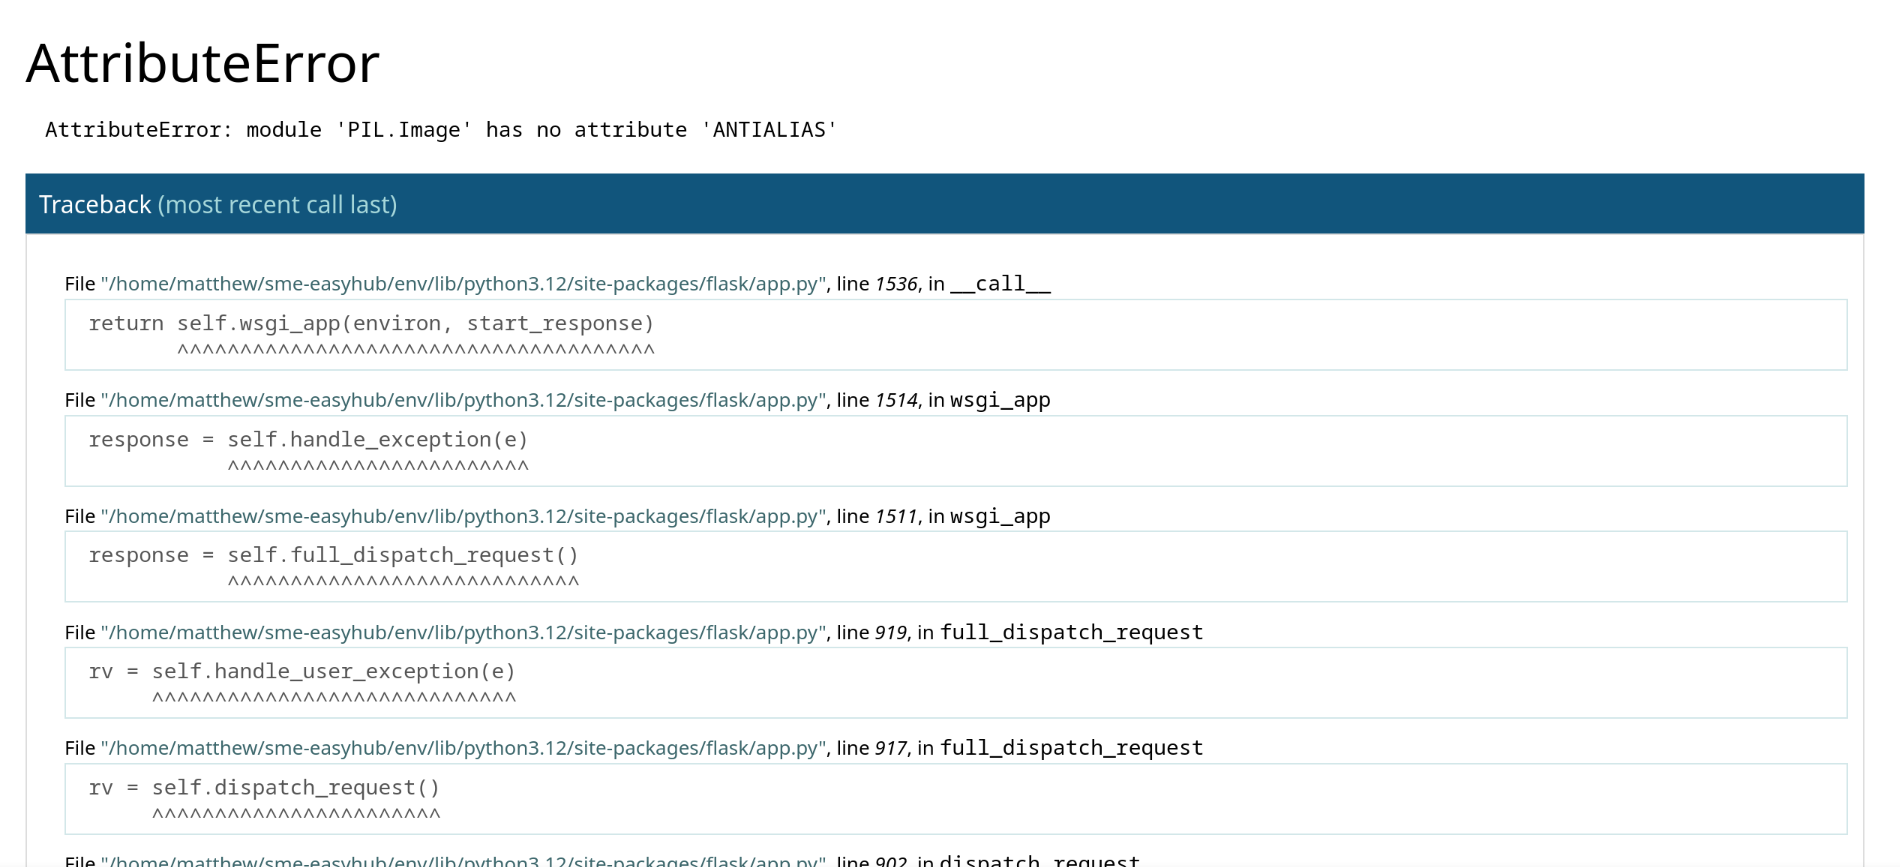 AttributeError
AttributeError: module 'PIL.Image' has no attribute 'ANTIALIAS'
Traceback (most recent call last)
File "/home/matthew/sme-easyhub/env/lib/python3.12/site-packages/flask/app.py", line 1536, in __call__
return self.wsgi_app(environ, start_response)
^^^^^^^^^^^^^^^^^^^^^^^^^^^^^^^^^^^^^^
File "/home/matthew/sme-easyhub/env/lib/python3.12/site-packages/flask/app.py", line 1514, in wsgi_app
response = self.handle_exception(e)
^^^^^^^^^^^^^^^^^^^^^^^^
File "/home/matthew/sme-easyhub/env/lib/python3.12/site-packages/flask/app.py", line 1511, in wsgi_app
response = self.full_dispatch_request()
^^^^^^^^^^^^^^^^^^^^^^^^^^^^
File "/home/matthew/sme-easyhub/env/lib/python3.12/site-packages/flask/app.py", line 919, in full_dispatch_request
rv = self.handle_user_exception(e)
^^^^^^^^^^^^^^^^^^^^^^^^^^^^^
File "/home/matthew/sme-easyhub/env/lib/python3.12/site-packages/flask/app.py", line 917, in full_dispatch_request
rv = self.dispatch_request()
^^^^^^^^^^^^^^^^^^^^^^^
File "/home/matthew/sme-easyhub/env/lib/python3.12/site-packages/flask/app.py", line 902, in dispatch_request